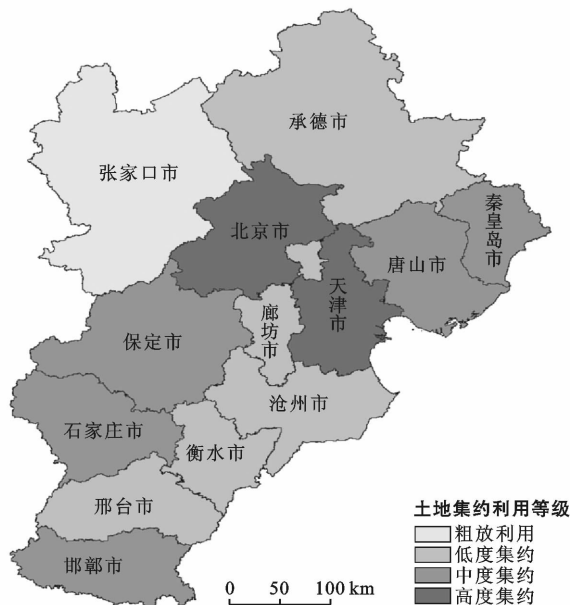 承德市
张家口市
秦皇岛市
北京市
唐山市
天津市
廊坊市
保定市
沧州市
石家庄市
衡水市
邢台市
邯郸市
土地集约利用等级
粗放利用
低度集约
中度集约
高度集约
0 50 100 km